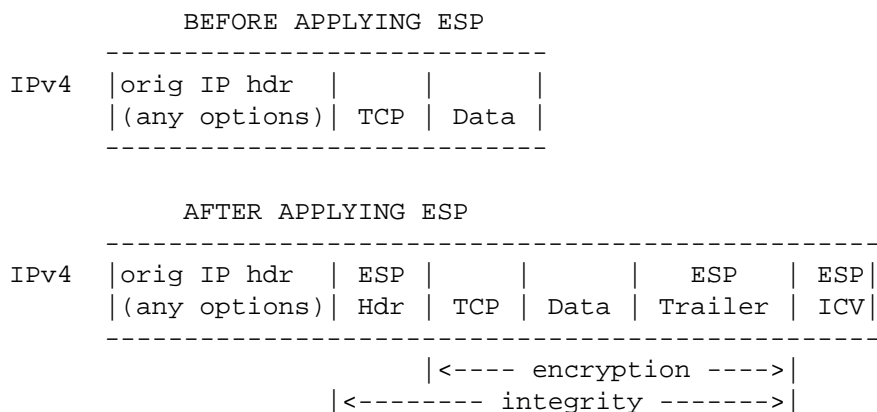 BEFORE APPLYING ESP
----------------------------
IPv4 |orig IP hdr | | |
|(any options)| TCP | Data |
----------------------------
AFTER APPLYING ESP
-------------------------------------------------
IPv4 |orig IP hdr | ESP | | | ESP | ESP|
|(any options)| Hdr | TCP | Data | Trailer | ICV|
-------------------------------------------------
|<---- encryption ---->|
|<-------- integrity ------->|